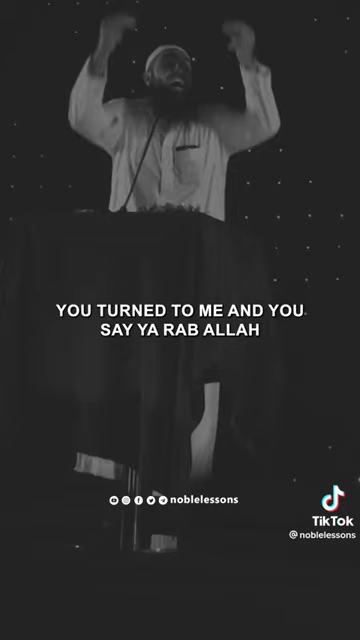 YOU TURNED TO ME AND YOU
SAY YA RAB ALLAH
noblelessons
TikTok
@noblelessons